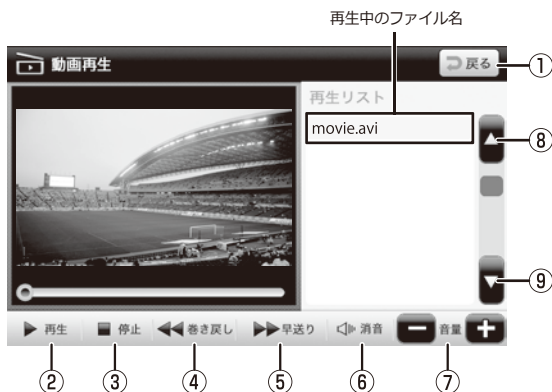 再生中のファイル名
動画再生
戻る
①
再生リスト
movie.avi
⑧
⑨
再生
停止
巻き戻し
早送り
消音
音量
② ③ ④ ⑤ ⑥ ⑦